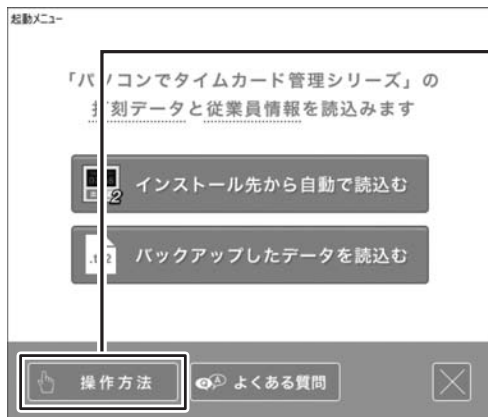 起動メニュー
「パソコンでタイムカード管理シリーズ」の
打刻データと従業員情報を読込みます
インストール先から自動で読込む
バックアップしたデータを読込む
操作方法
Q A よくある質問